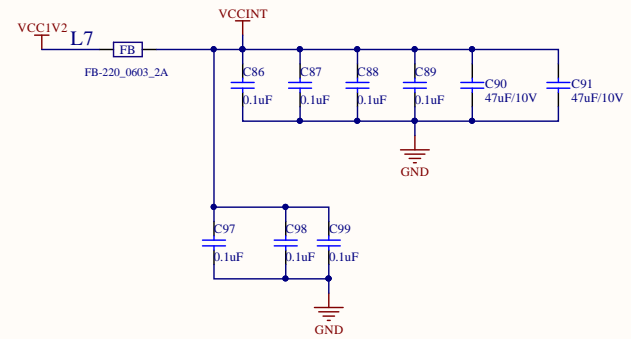 VCCINT
VCC1V2
L7
FB
FB-220_0603_2A
C86
C87
C88
C89
C90
C91
0.1uF
0.1uF
0.1uF
0.1uF
47uF/10V
47uF/10V
GND
C97
C98
C99
0.1uF
0.1uF
0.1uF
GND